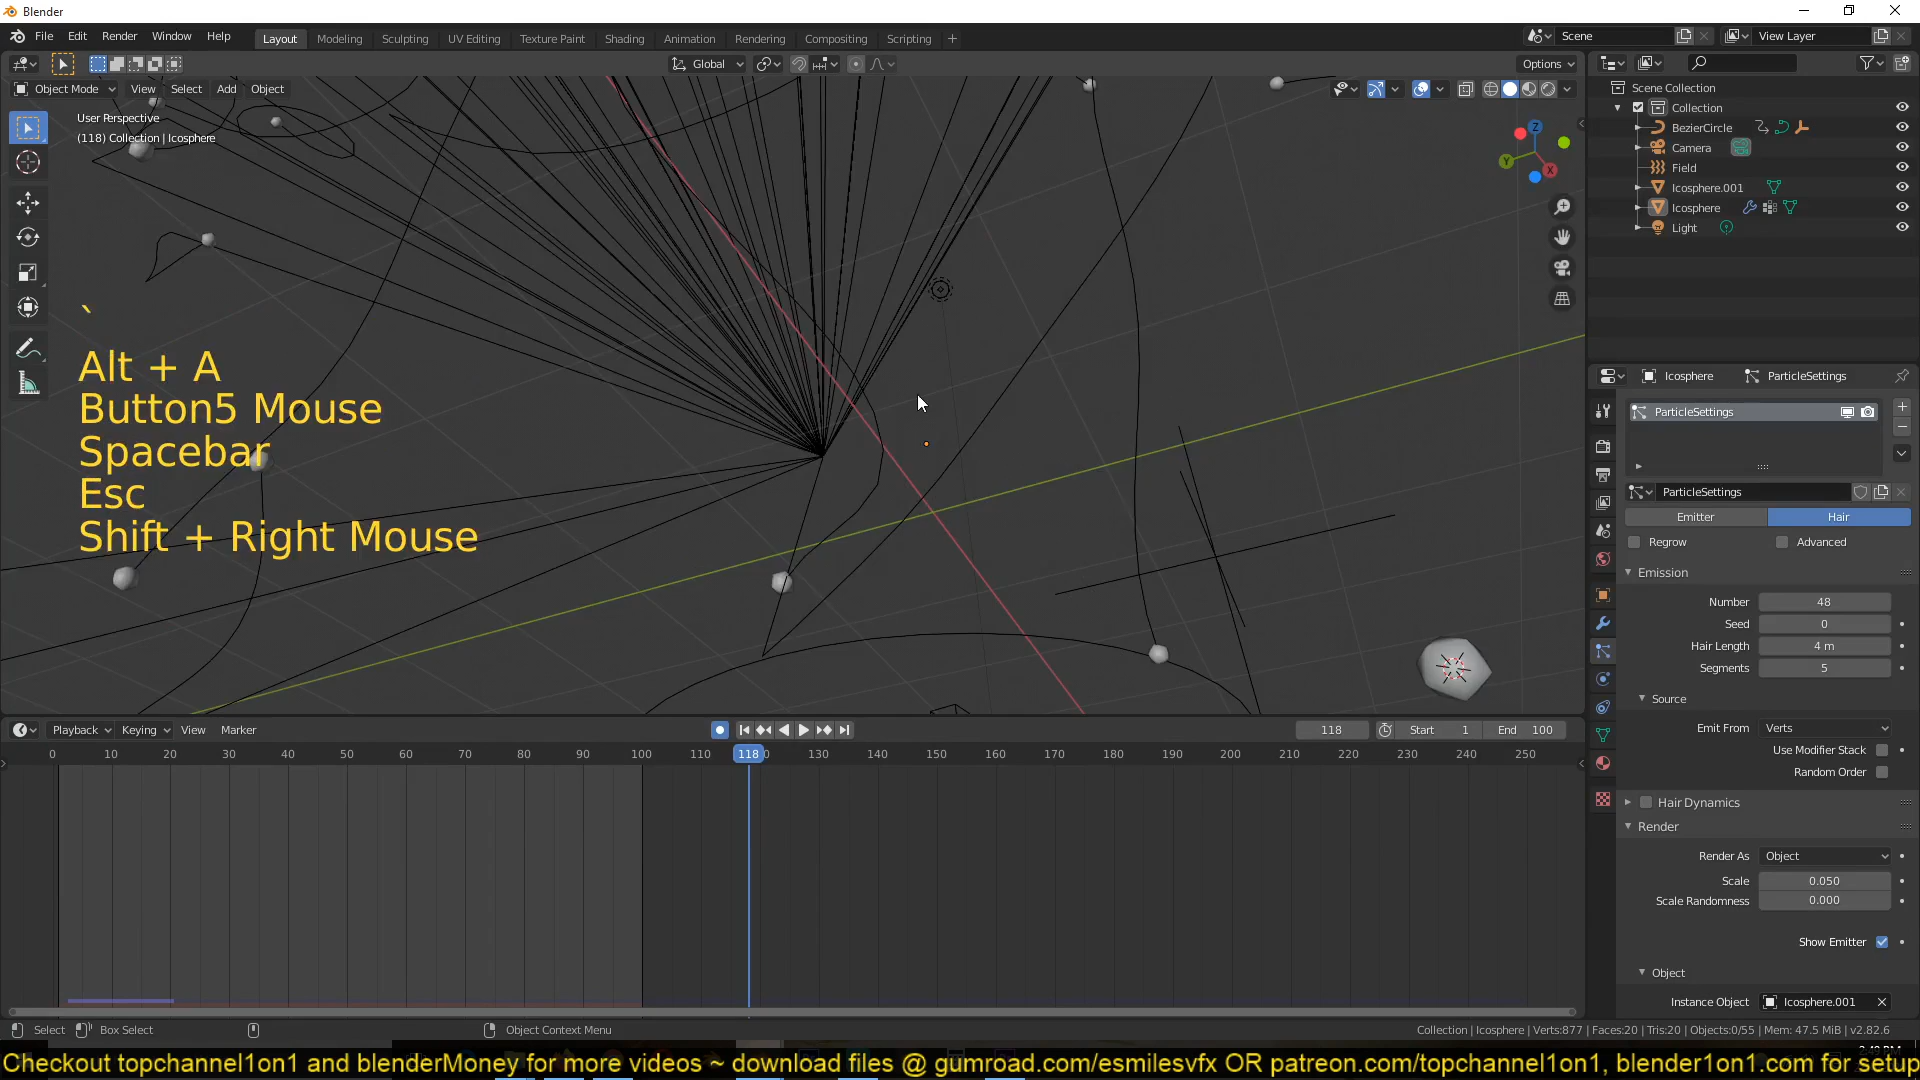 Blender
File Edit Render Window Help
Layout Modeling Sculpting UV Editing Texture Paint Shading Animation Rendering Compositing Scripting +
Scene
View Layer
Global
Options
Object Mode View Select Add Object
User Perspective
(118) Collection | Icosphere
Scene Collection
Collection
BezierCircle
Camera
Field
Icosphere.001
Icosphere
Light
Z
Y
X
`
Alt + A
Button5 Mouse
Spacebar
Esc
Shift + Right Mouse
Icosphere ParticleSettings
ParticleSettings
ParticleSettings
Emitter Hair
Regrow Advanced
Emission
Number 48
Seed 0
Hair Length 4 m
Segments 5
Source
Emit From Verts
Use Modifier Stack
Random Order
Hair Dynamics
Render
Render As Object
Scale 0.050
Scale Randomness 0.000
Show Emitter
Object
Instance Object Icosphere.001
Playback Keying View Marker
118 Start 1 End 100
0 10 20 30 40 50 60 70 80 90 100 110 118 0 130 140 150 160 170 180 190 200 210 220 230 240 250
Select Box Select Object Context Menu
Collection | Icosphere | Verts:877 | Faces:20 | Tris:20 | Objects:0/55 | Mem: 47.5 MiB | v2.82.6
Checkout topchannel1on1 and blenderMoney for more videos ~ download files @ gumroad.com/esmilesvfx OR patreon.com/topchannel1on1, blender1on1.com for setup